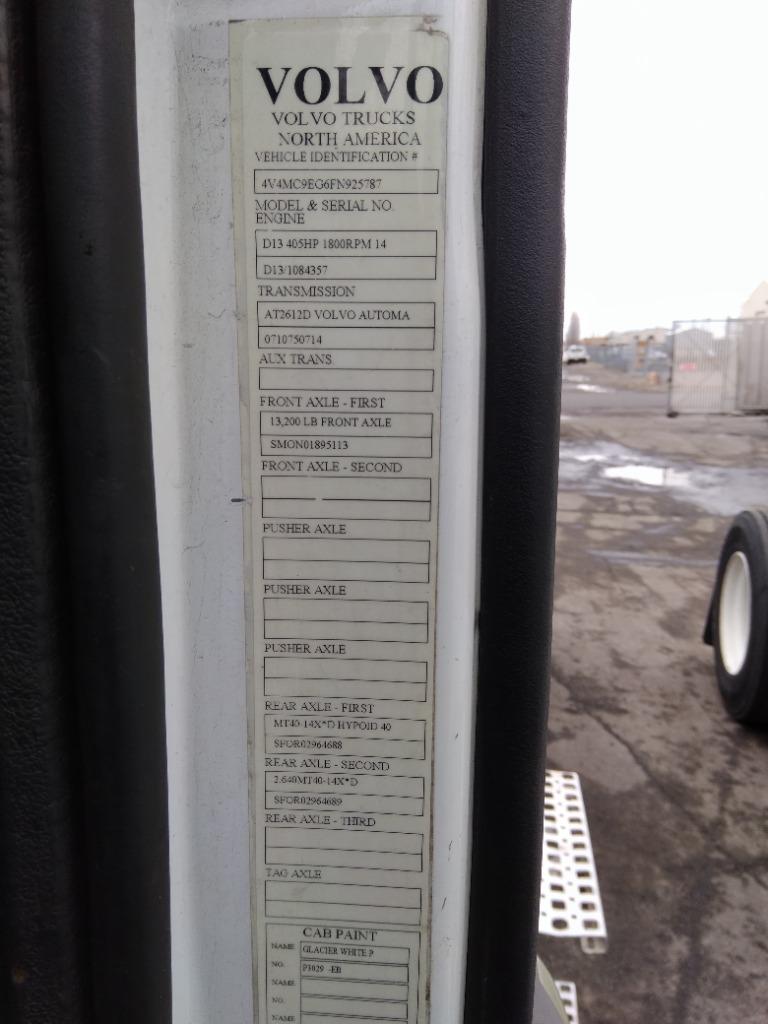 VOLVO
VOLVO TRUCKS
NORTH AMERICA
VEHICLE IDENTIFICATION #
4V4MC9EG6FN925787
MODEL & SERIAL NO.
ENGINE
D13 405HP 1800RPM 14
D13/1084357
TRANSMISSION
AT2612D VOLVO AUTOMA
0710750714
AUX TRANS.
FRONT AXLE - FIRST
13,200 LB FRONT AXLE
SMON01895113
FRONT AXLE - SECOND
PUSHER AXLE
PUSHER AXLE
PUSHER AXLE
REAR AXLE - FIRST
MT40-14X*D HYPOID 40
SFOR02964688
REAR AXLE - SECOND
2.640MT40-14X*D
SFOR02964689
REAR AXLE - THIRD
TAG AXLE
CAB PAINT
NAME GLACIER WHITE P
NO. P3029 -EB
NAME
NO.
NAME